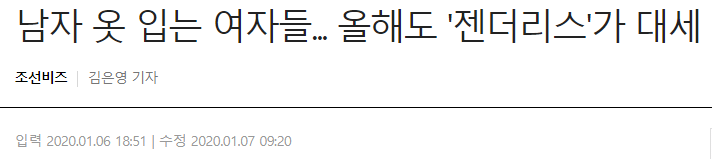 남자 옷 입는 여자들... 올해도 '젠더리스'가 대세
조선비즈 | 김은영 기자
입력 2020.01.06 18:51 | 수정 2020.01.07 09:20